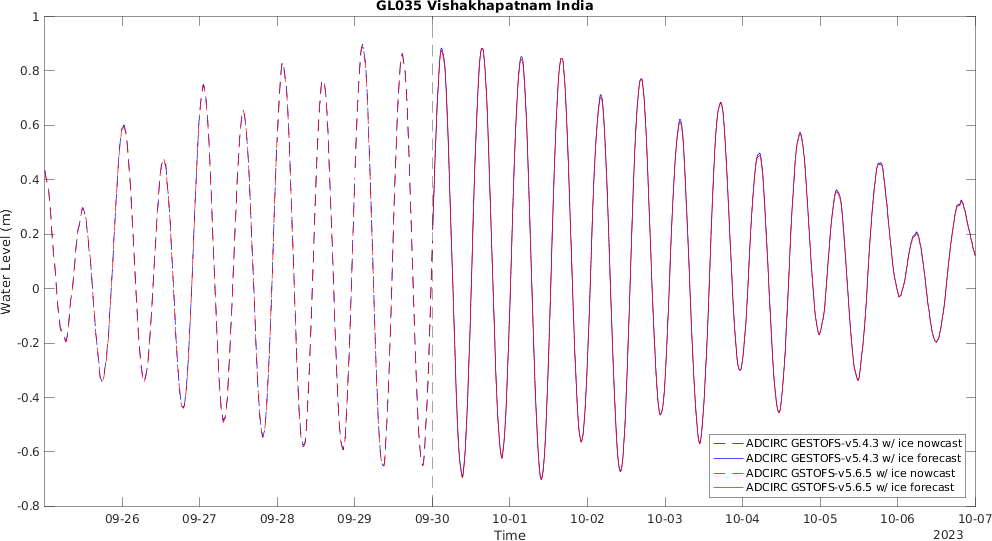 GL035 Vishakhapatnam India
Water Level (m)
1
0.8
0.6
0.4
0.2
0
-0.2
-0.4
-0.6
-0.8
ADCIRC GESTOFS-v5.4.3 w/ ice nowcast
ADCIRC GESTOFS-v5.4.3 w/ ice forecast
ADCIRC GSTOFS-v5.6.5 w/ ice nowcast
ADCIRC GSTOFS-v5.6.5 w/ ice forecast
09-26 09-27 09-28 09-29 09-30 10-01 10-02 10-03 10-04 10-05 10-06 10-07
Time
2023